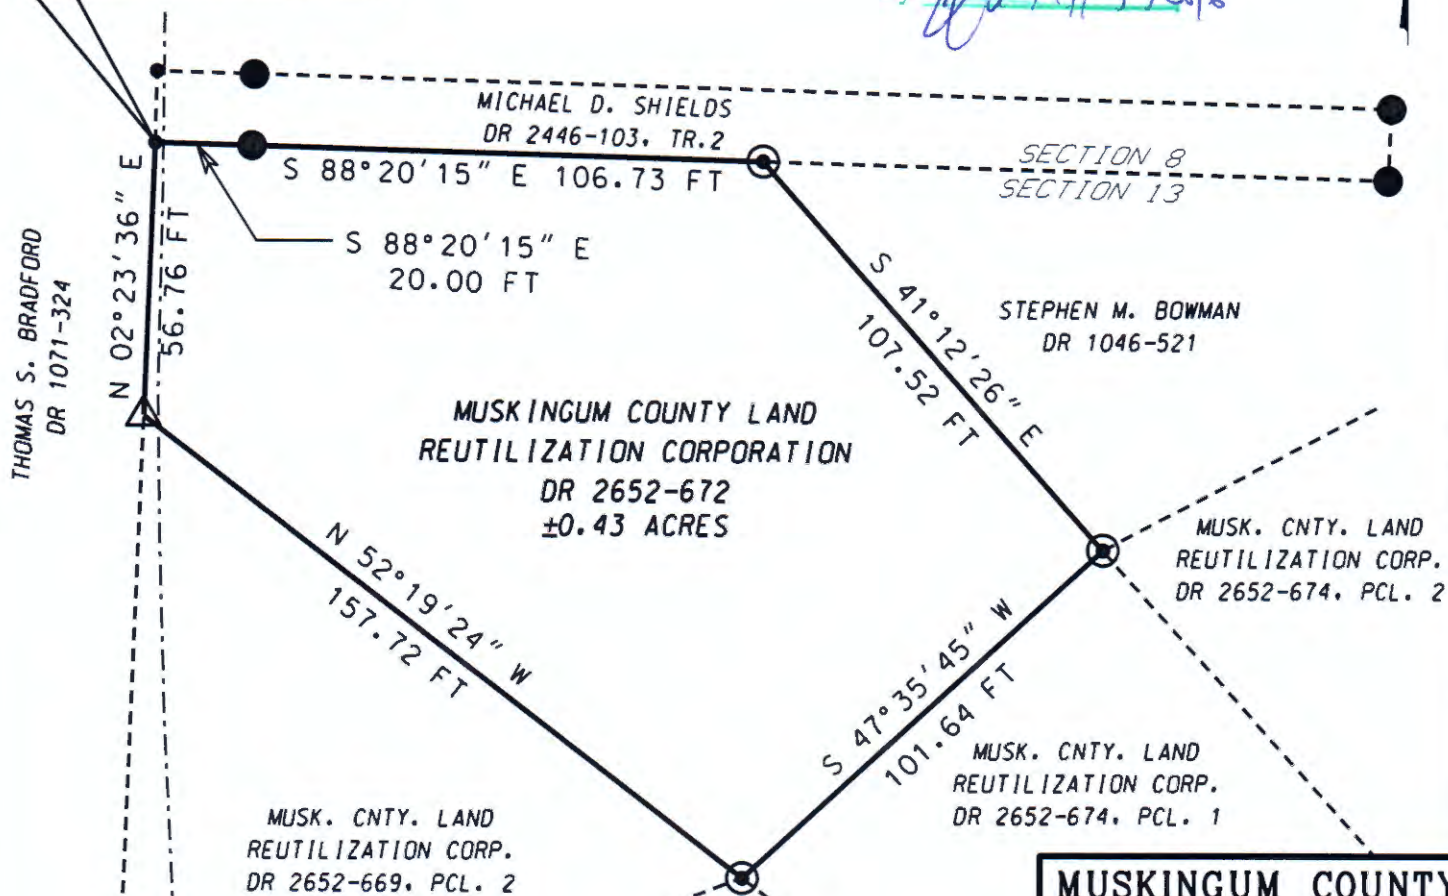 MICHAEL D. SHIELDS
DR 2446-103, TR.2
S 88°20'15" E 106.73 FT
SECTION 8
SECTION 13
S 88°20'15" E
20.00 FT
THOMAS S. BRADFORD
DR 1071-324
N 02°23'36" E
56.76 FT
S 41°12'26" E
107.52 FT
STEPHEN M. BOWMAN
DR 1046-521
MUSKINGUM COUNTY LAND
REUTILIZATION CORPORATION
DR 2652-672
±0.43 ACRES
MUSK. CNTY. LAND
REUTILIZATION CORP.
DR 2652-674, PCL. 2
N 52°19'24" W
157.72 FT
S 47°35'45" W
101.64 FT
MUSK. CNTY. LAND
REUTILIZATION CORP.
DR 2652-674, PCL. 1
MUSK. CNTY. LAND
REUTILIZATION CORP.
DR 2652-669, PCL. 2
MUSKINGUM COUNTY